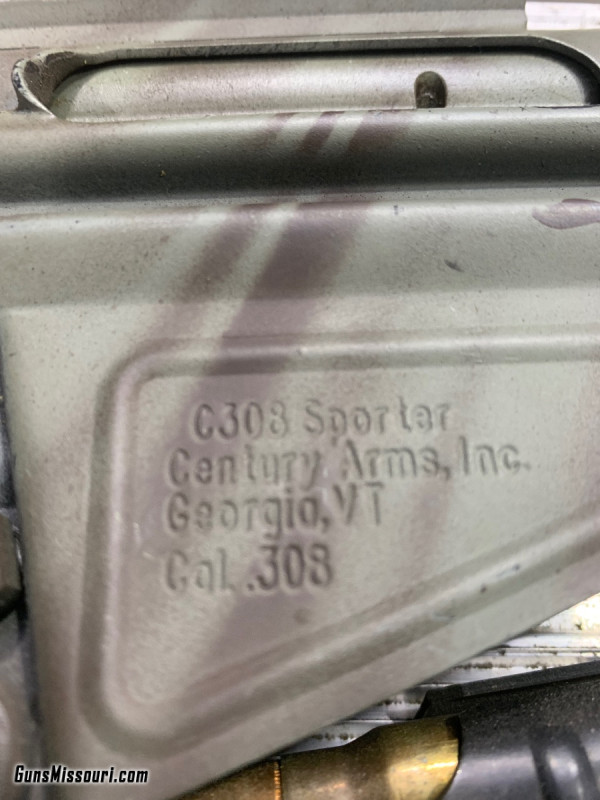 C308 Sporter
Century Arms, Inc.
Georgia, VT
Cal. .308
GunsMissouri.com